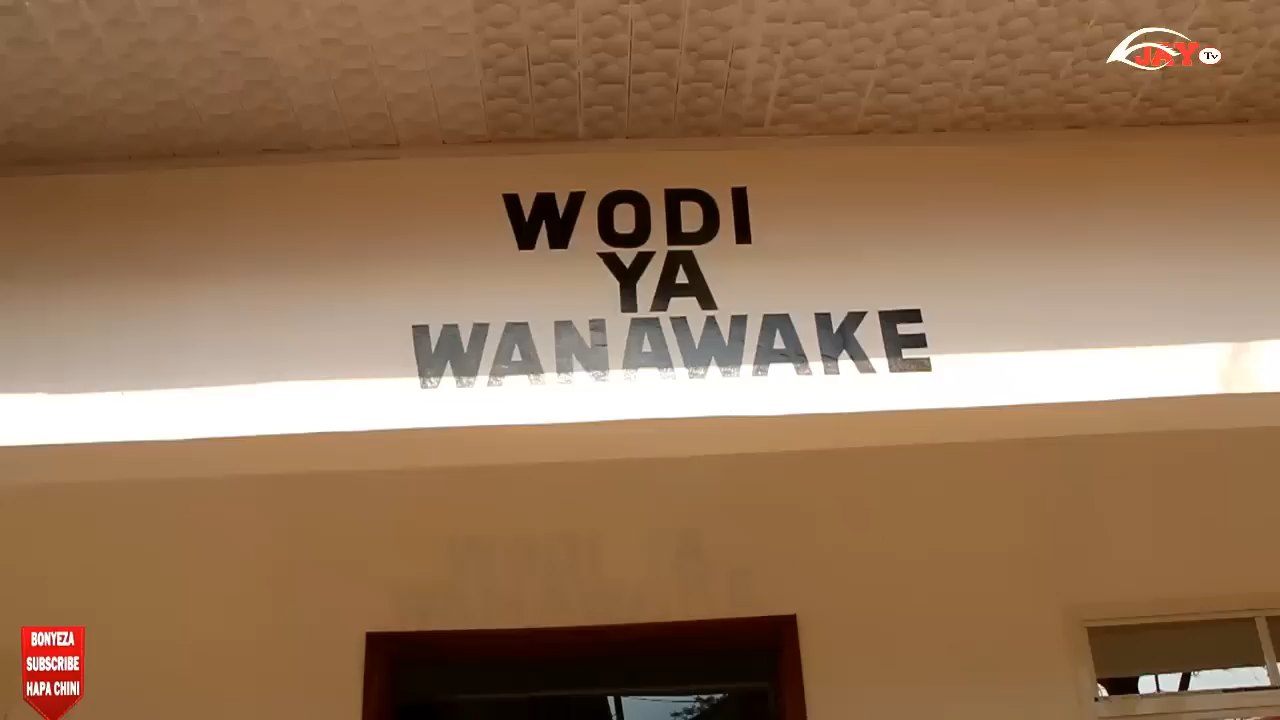 JAY Tv
WODI
YA
WANAWAKE
BONYEZA
SUBSCRIBE
HAPA CHINI